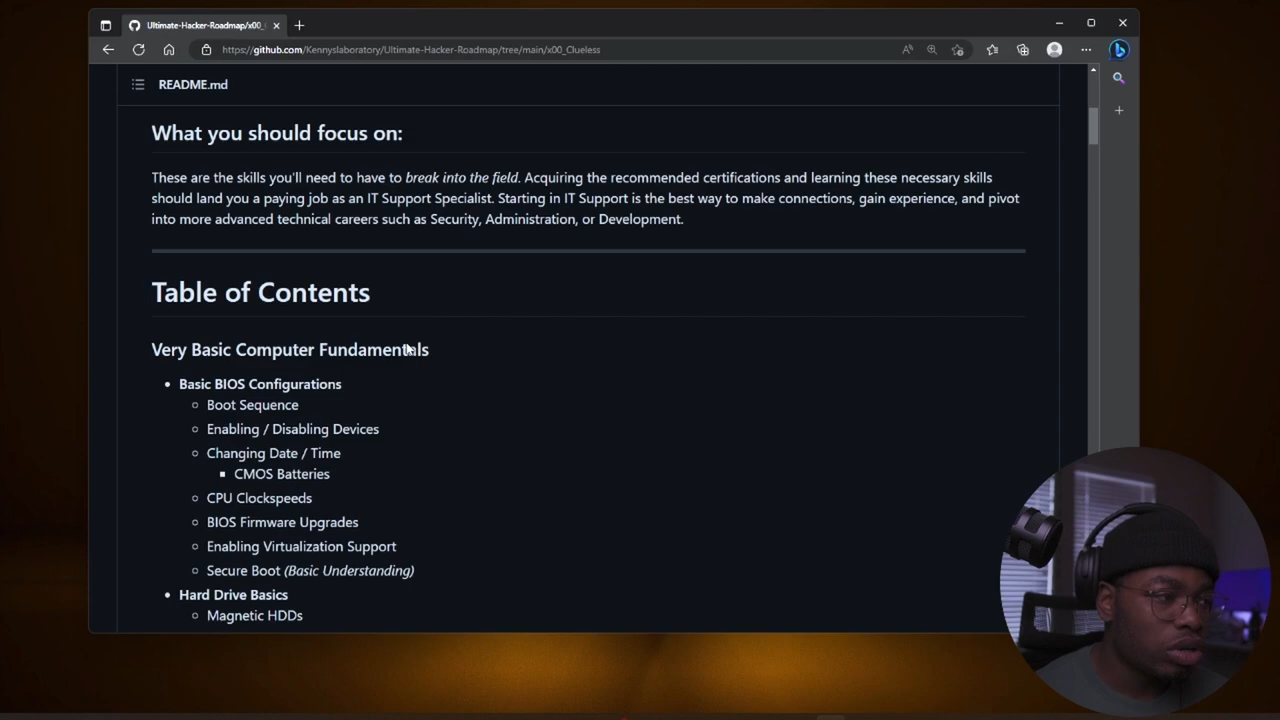 Ultimate-Hacker-Roadmap/x00_
https://github.com/Kennyslaboratory/Ultimate-Hacker-Roadmap/tree/main/x00_Clueless
README.md
What you should focus on:
These are the skills you'll need to have to break into the field. Acquiring the recommended certifications and learning these necessary skills
should land you a paying job as an IT Support Specialist. Starting in IT Support is the best way to make connections, gain experience, and pivot
into more advanced technical careers such as Security, Administration, or Development.
Table of Contents
Very Basic Computer Fundamentals
Basic BIOS Configurations
Boot Sequence
Enabling / Disabling Devices
Changing Date / Time
CMOS Batteries
CPU Clockspeeds
BIOS Firmware Upgrades
Enabling Virtualization Support
Secure Boot (Basic Understanding)
Hard Drive Basics
Magnetic HDDs